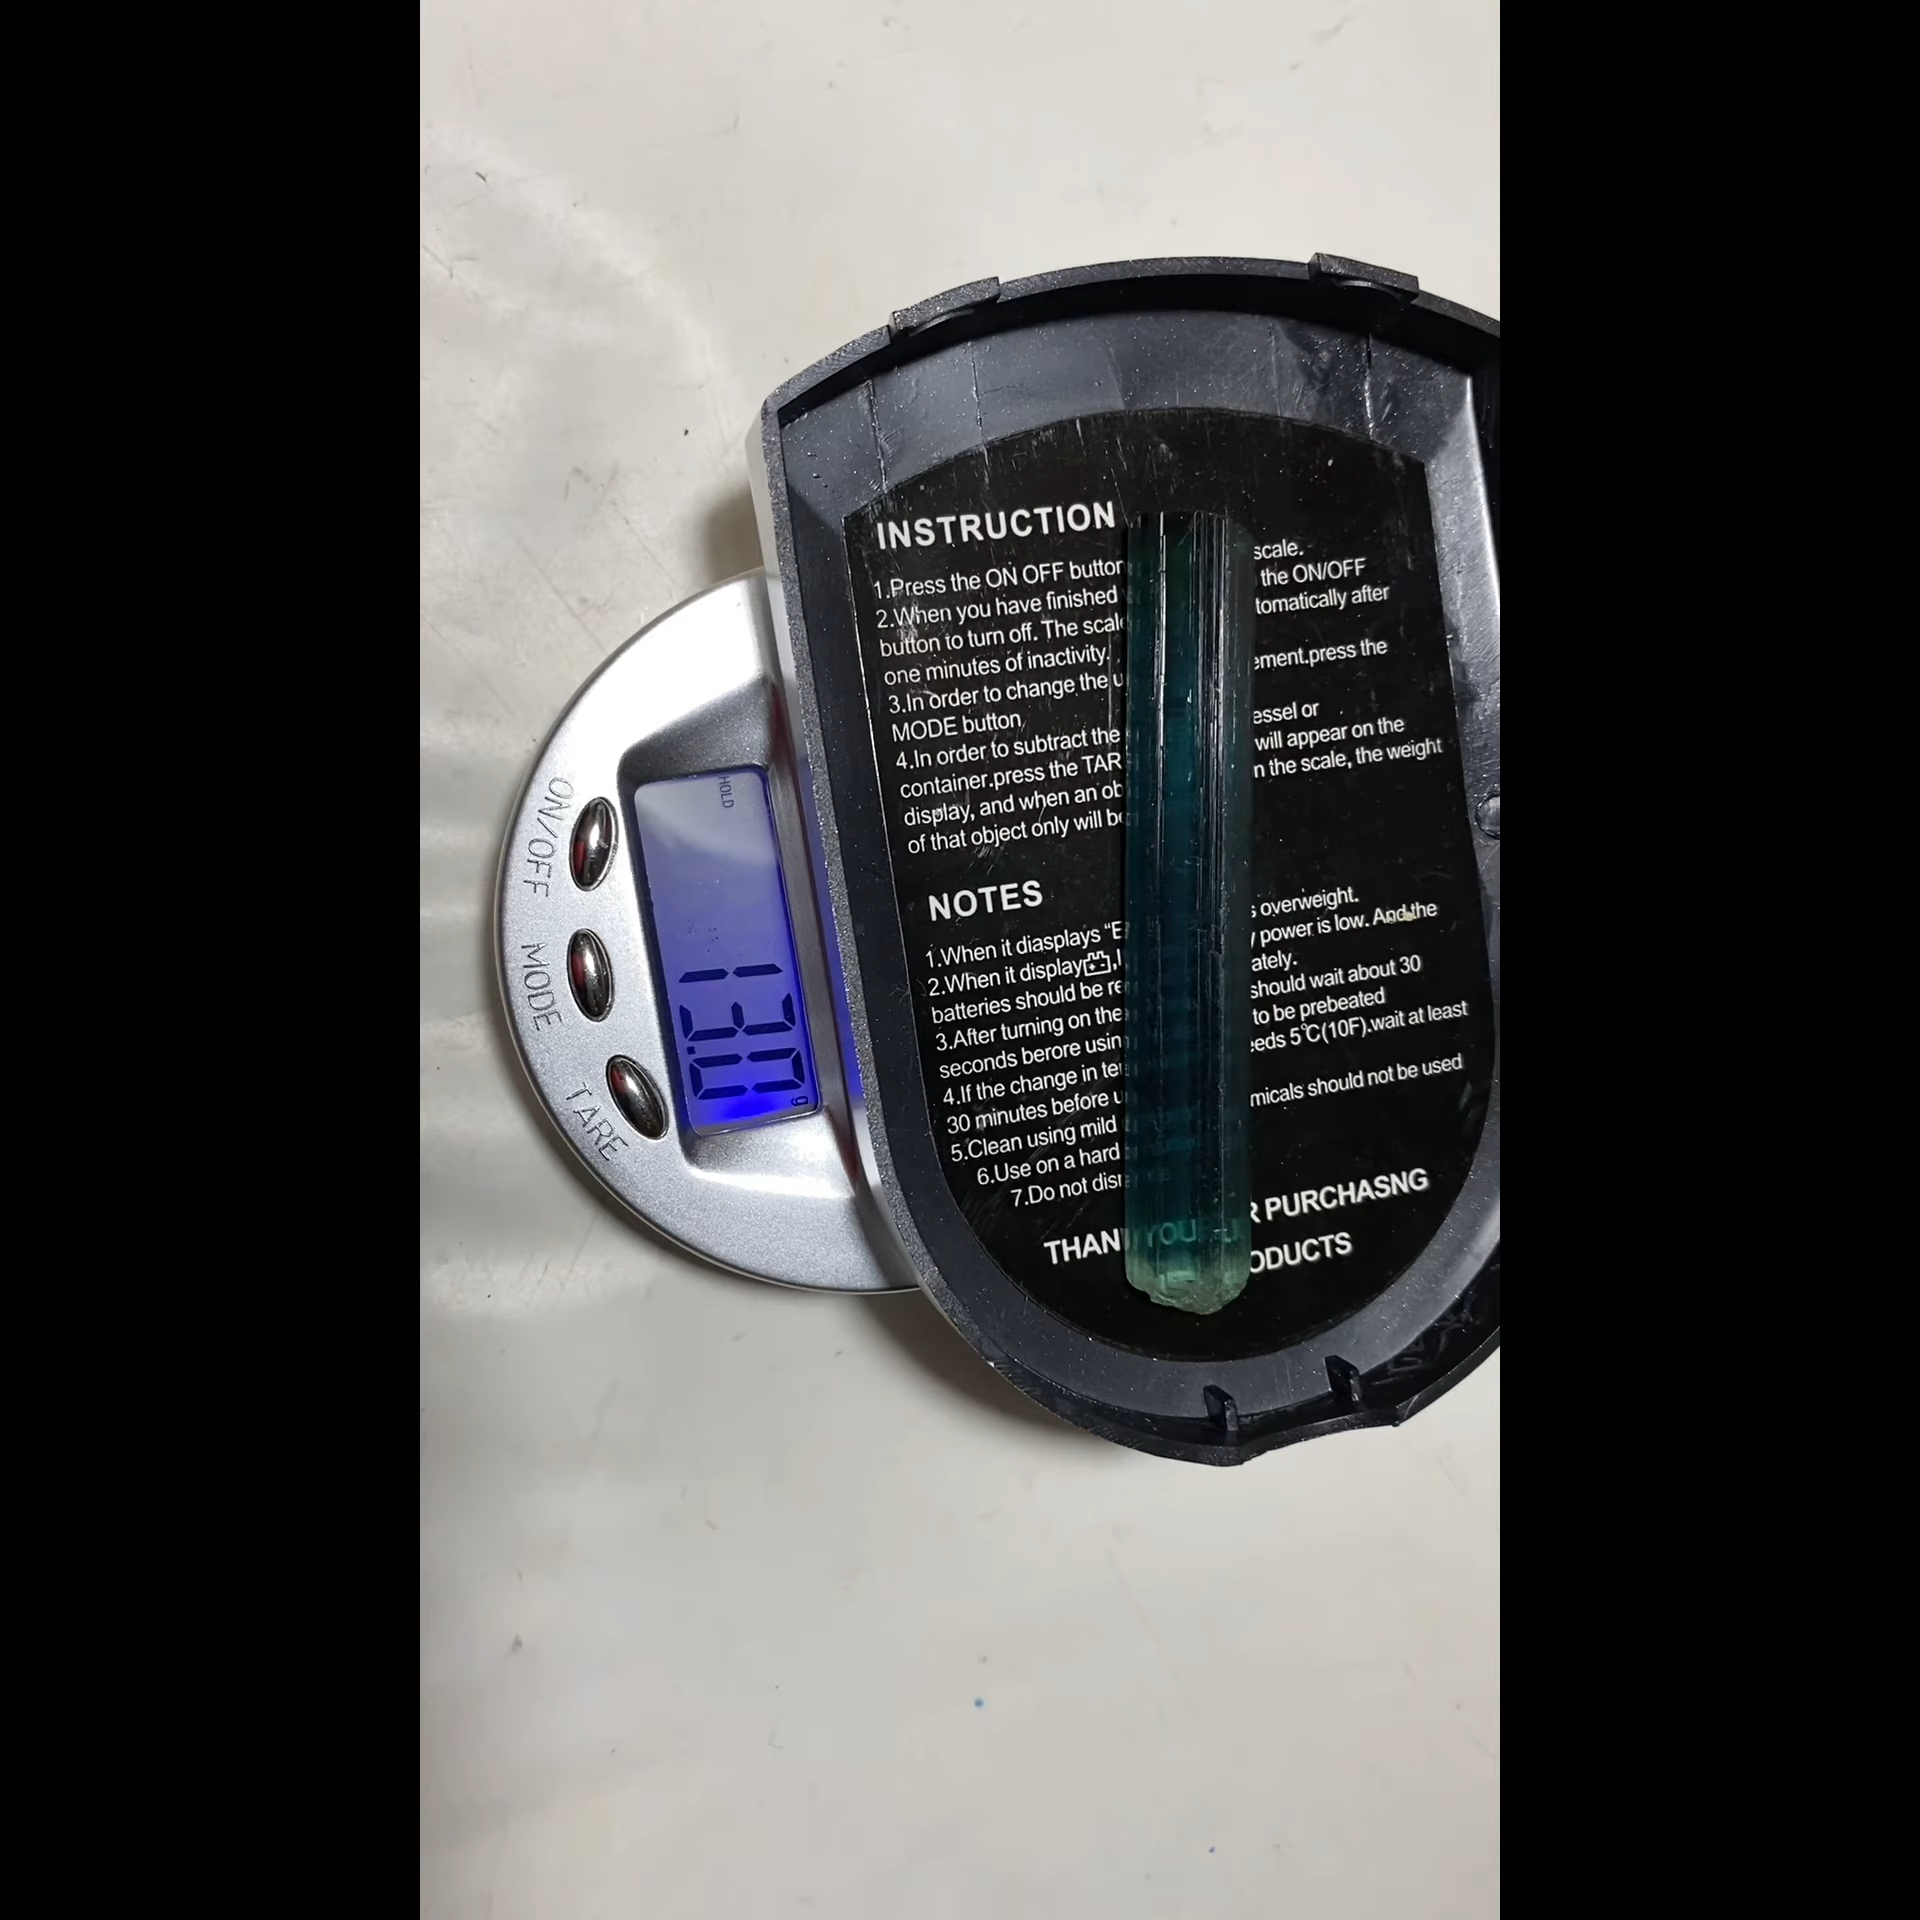 INSTRUCTION
1.Press the ON OFF button scale.
2.When you have finished the ON/OFF
button to turn off. The scale tomatically after
one minutes of inactivity.
3.In order to change the u ement.press the
MODE button
4.In order to subtract the essel or
container.press the TAR will appear on the
display, and when an ob n the scale, the weight
of that object only will be
NOTES
1.When it diasplays “E s overweight.
2.When it display , y power is low. And the
batteries should be re ately.
3.After turning on the should wait about 30
seconds berore usin to be prebeated
4.If the change in te eeds 5℃(10F).wait at least
30 minutes before u
5.Clean using mild micals should not be used
6.Use on a hard
7.Do not dis
THANK YOU R PURCHASNG
ODUCTS
HOLD
13.0
g
ON/OFF
MODE
TARE